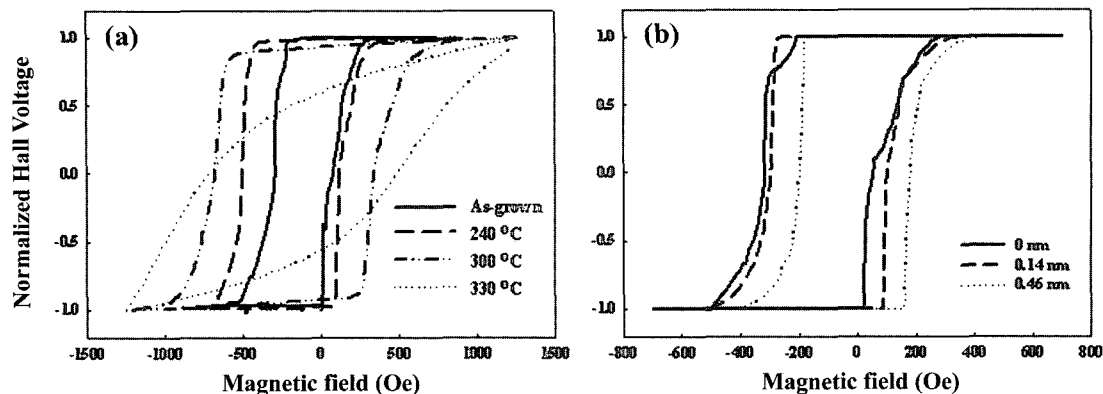 (a)
Normalized Hall Voltage
1.0
0.5
0.0
-0.5
-1.0
As-grown
240 °C
300 °C
330 °C
-1500 -1000 -500 0 500 1000 1500
Magnetic field (Oe)
(b)
1.0
0.5
0.0
-0.5
-1.0
0 nm
0.14 nm
0.46 nm
-800 -600 -400 -200 0 200 400 600 800
Magnetic field (Oe)